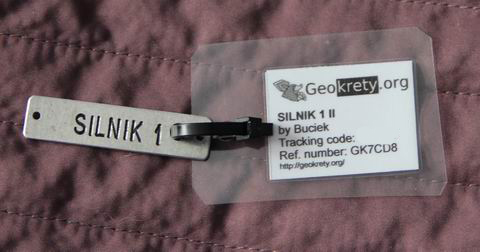 SILNIK 1
Geokrety.org
SILNIK 1 II
by Buciek
Tracking code:
Ref. number: GK7CD8
http://geokrety.org/